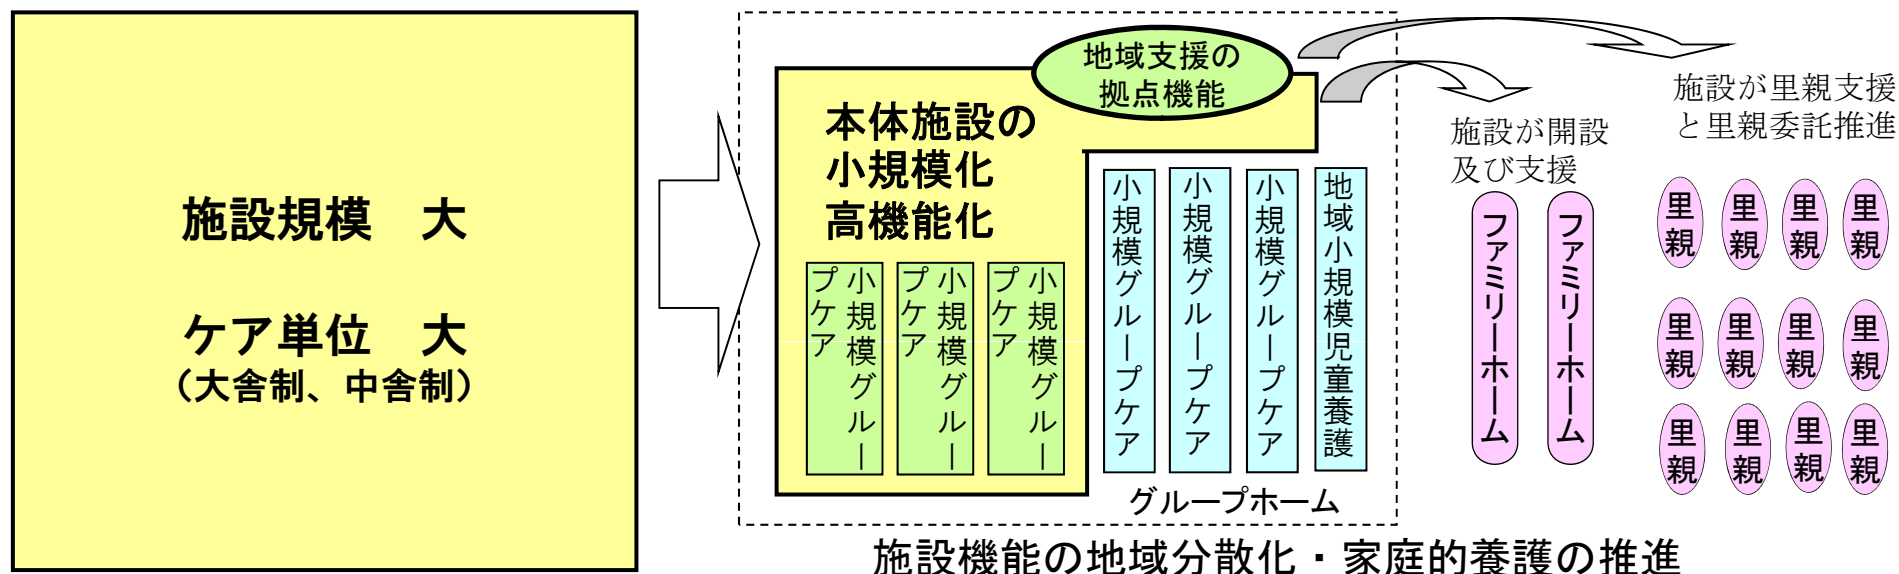 施設規模　大
ケア単位　大
（大舎制、中舎制）
地域支援の
拠点機能
本体施設の
小規模化
高機能化
小規模グルー
プケア
小規模グルー
プケア
小規模グルー
プケア
小規模グループケア
小規模グループケア
小規模グループケア
地域小規模児童養護
グループホーム
施設が開設
及び支援
ファミリーホーム
ファミリーホーム
施設が里親支援
と里親委託推進
里親
里親
里親
里親
里親
里親
里親
里親
里親
里親
里親
里親
施設機能の地域分散化・家庭的養護の推進